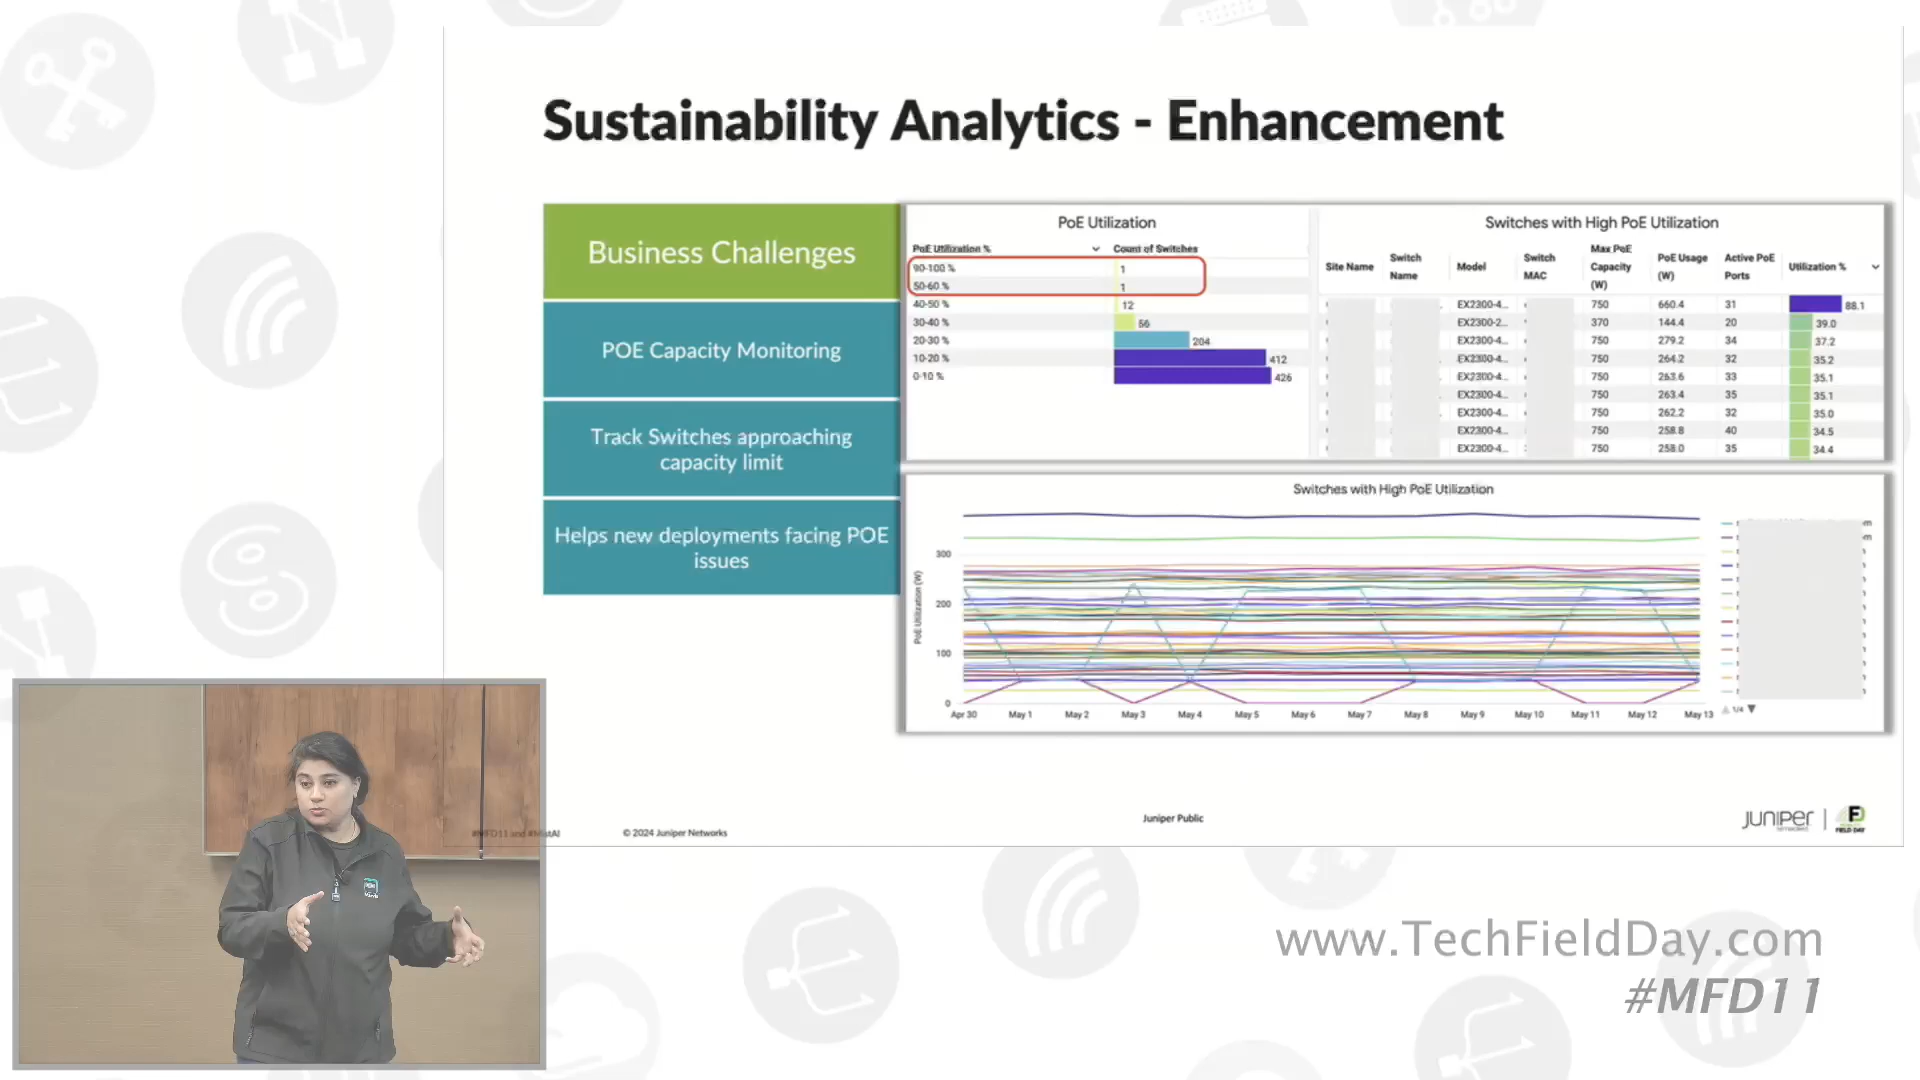 Sustainability Analytics - Enhancement
Business Challenges
POE Capacity Monitoring
Track Switches approaching
capacity limit
Helps new deployments facing POE
issues
PoE Utilization
PoE Utilization % Count of Switches
90-100 % 1
50-60 % 1
40-50 % 12
30-40 % 56
20-30 % 204
10-20 % 412
0-10 % 426
Switches with High PoE Utilization
Site Name Switch Name Model Switch MAC Max PoE Capacity (W) PoE Usage (W) Active PoE Ports Utilization %
EX2300-4... 750 660.4 31 88.1
EX2300-2... 370 144.4 20 39.0
EX2300-4... 750 279.2 34 37.2
EX2300-4... 750 264.2 32 35.2
EX2300-4... 750 263.6 33 35.1
EX2300-4... 750 263.4 35 35.1
EX2300-4... 750 262.2 32 35.0
EX2300-4... 750 258.8 40 34.5
EX2300-4... 750 258.0 35 34.4
Switches with High PoE Utilization
PoE Utilization (W)
300
200
100
0
Apr 30 May 1 May 2 May 3 May 4 May 5 May 6 May 7 May 8 May 9 May 10 May 11 May 12 May 13
1/4
#MFD11 and #MistAI
© 2024 Juniper Networks
Juniper Public
JUNIPER
NETWORKS
FIELD DAY
www.TechFieldDay.com
#MFD11